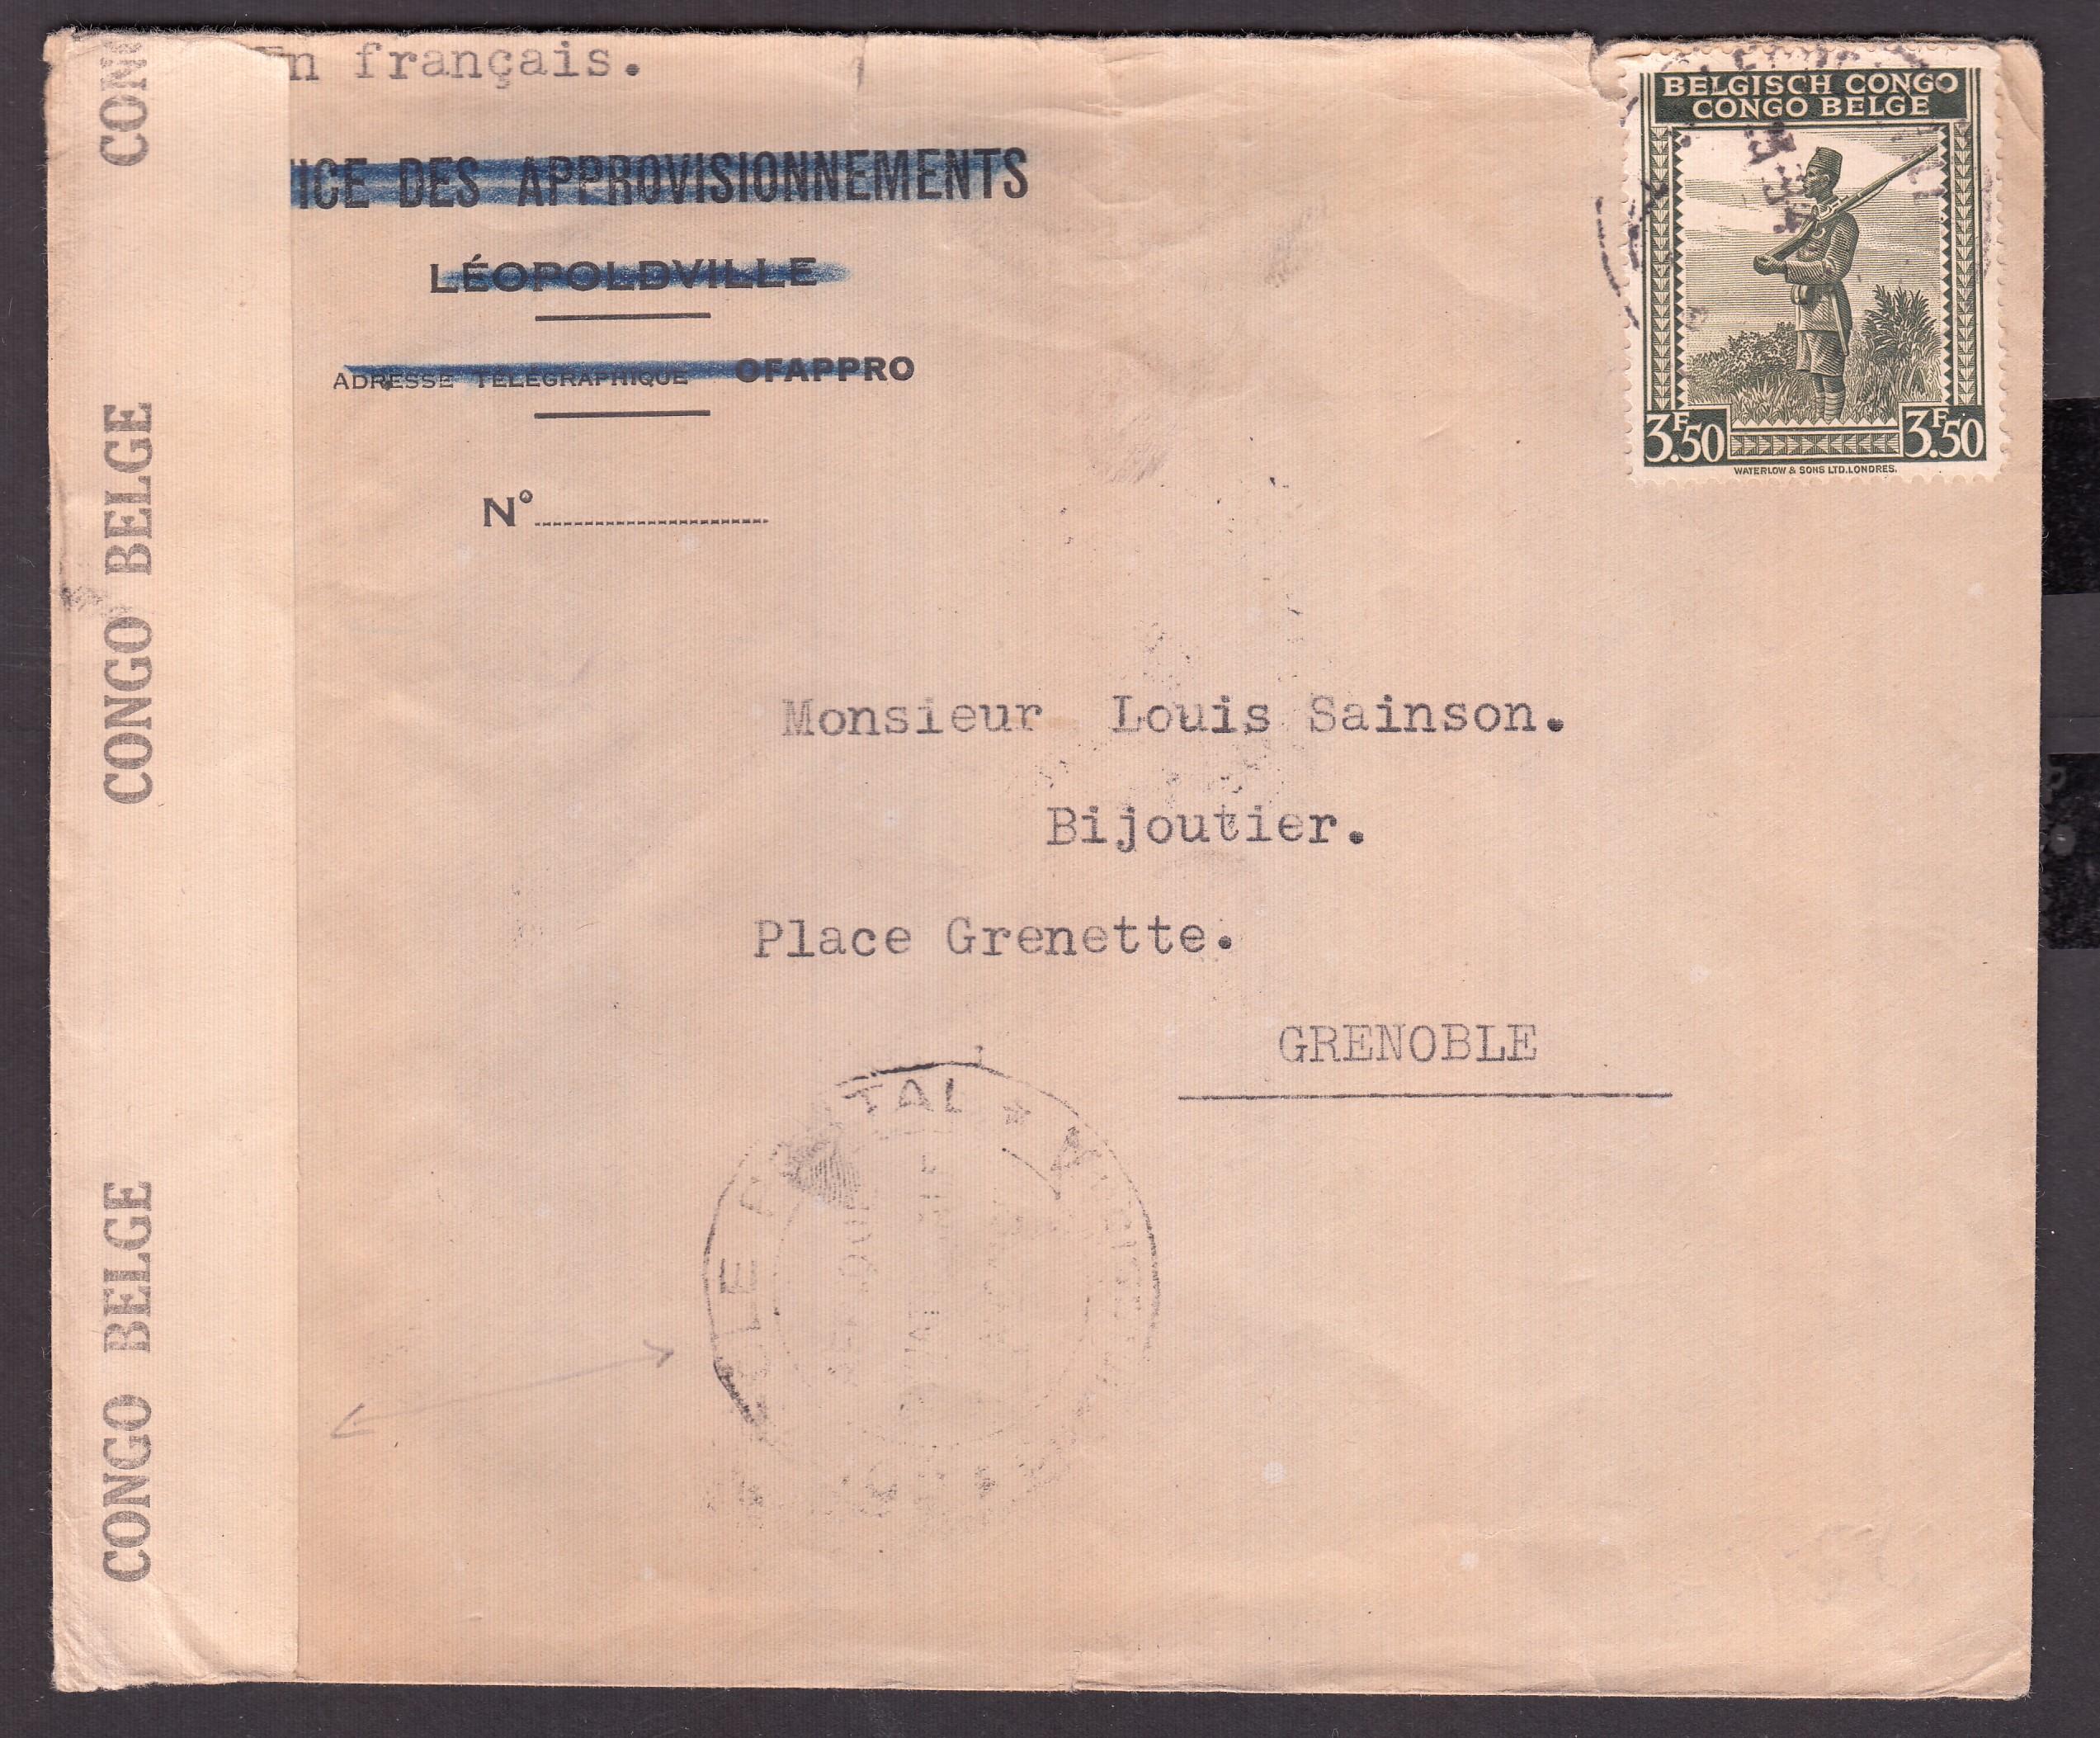 n français.
ICE DES APPROVISIONNEMENTS
LÉOPOLDVILLE
ADRESSE TÉLÉGRAPHIQUE OFAPPRO
N°
BELGISCH CONGO
CONGO BELGE
3F50 3F50
WATERLOW & SONS LTD. LONDRES.
Monsieur Louis Sainson.
Bijoutier.
Place Grenette.
GRENOBLE
CON
CONGO BELGE
CONGO BELGE